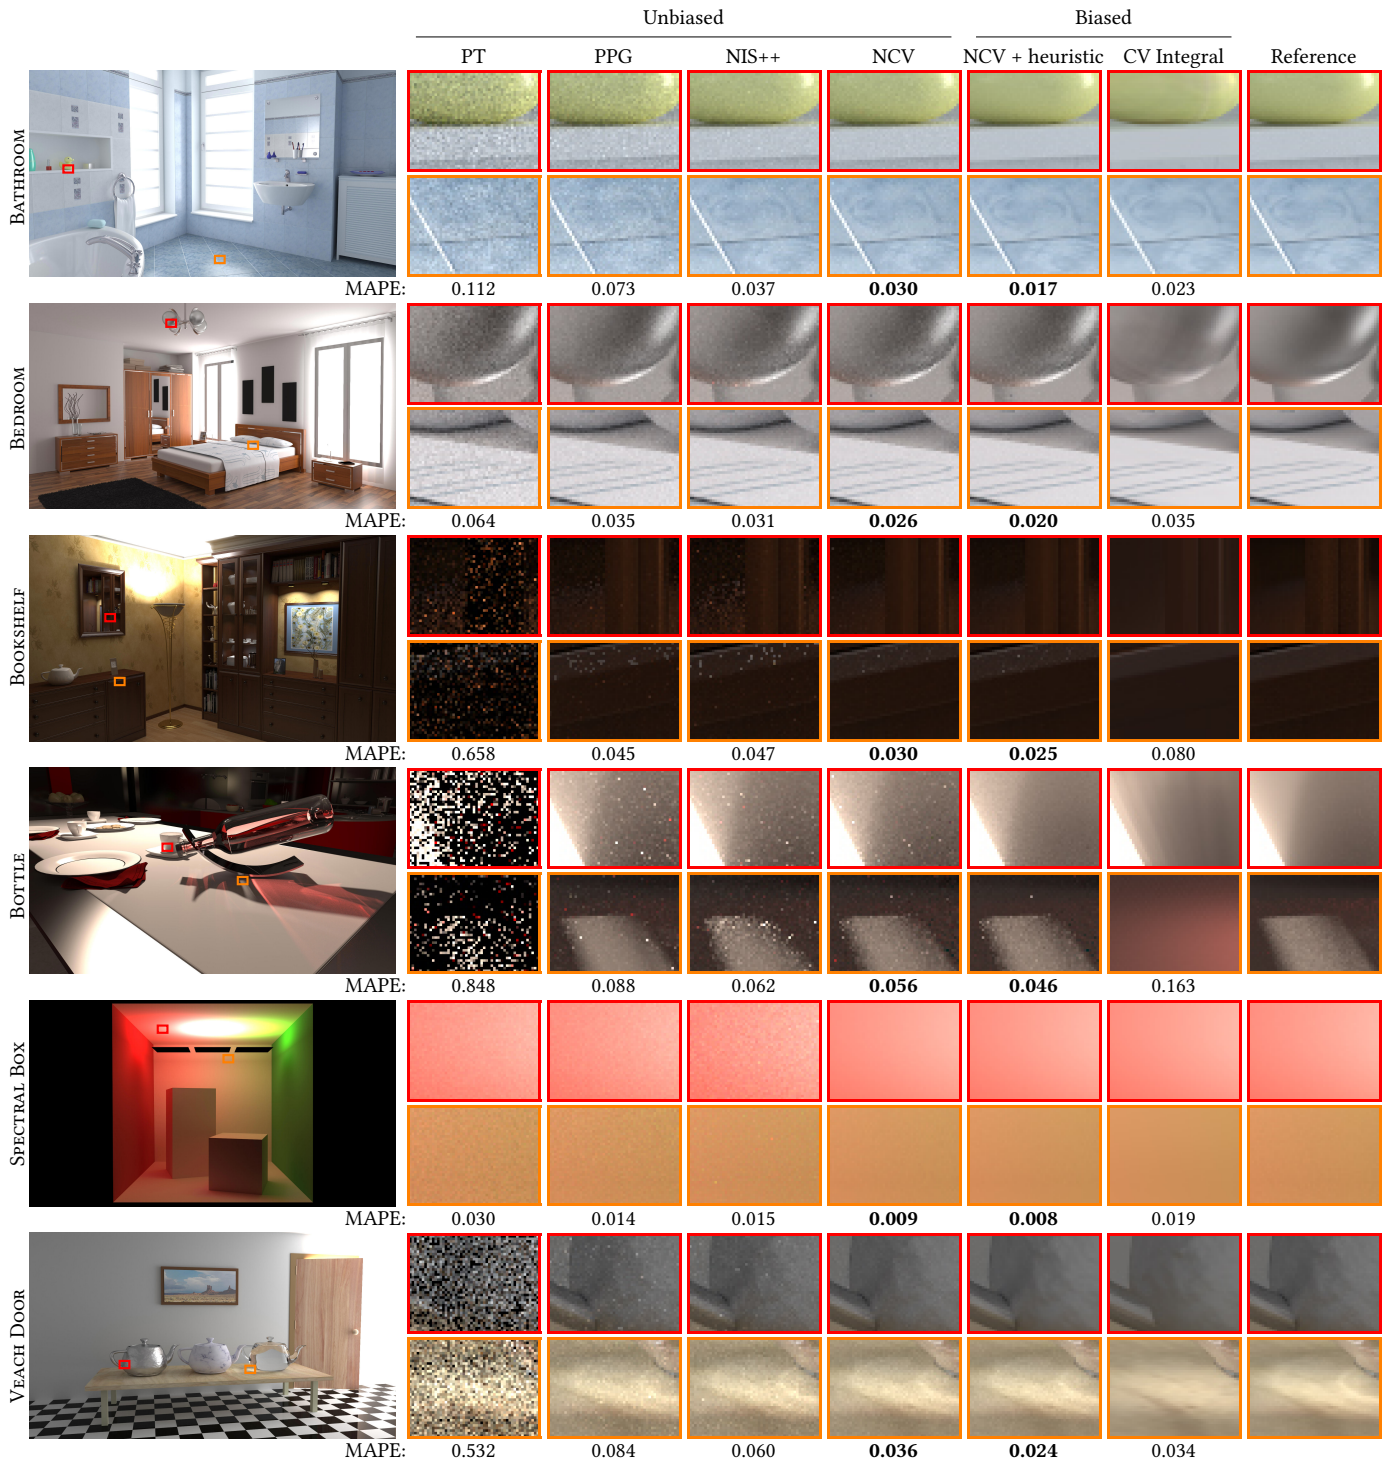 Unbiased Biased
PT PPG NIS++ NCV NCV + heuristic CV Integral Reference
Bathroom
MAPE: 0.112 0.073 0.037 0.030 0.017 0.023
Bedroom
MAPE: 0.064 0.035 0.031 0.026 0.020 0.035
Bookshelf
MAPE: 0.658 0.045 0.047 0.030 0.025 0.080
Bottle
MAPE: 0.848 0.088 0.062 0.056 0.046 0.163
Spectral Box
MAPE: 0.030 0.014 0.015 0.009 0.008 0.019
Veach Door
MAPE: 0.532 0.084 0.060 0.036 0.024 0.034